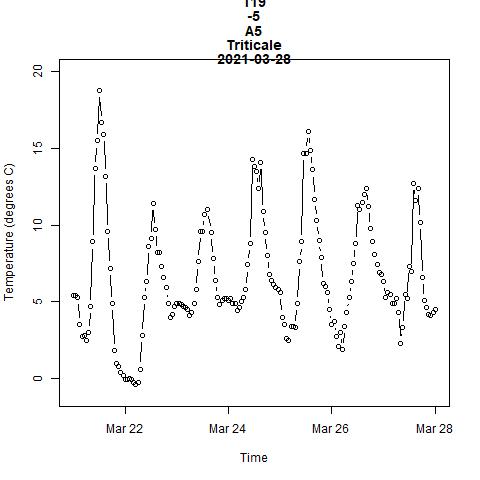 T19
-5
A5
Triticale
2021-03-28
Temperature (degrees C)
20
15
10
5
0
Mar 22
Mar 24
Mar 26
Mar 28
Time